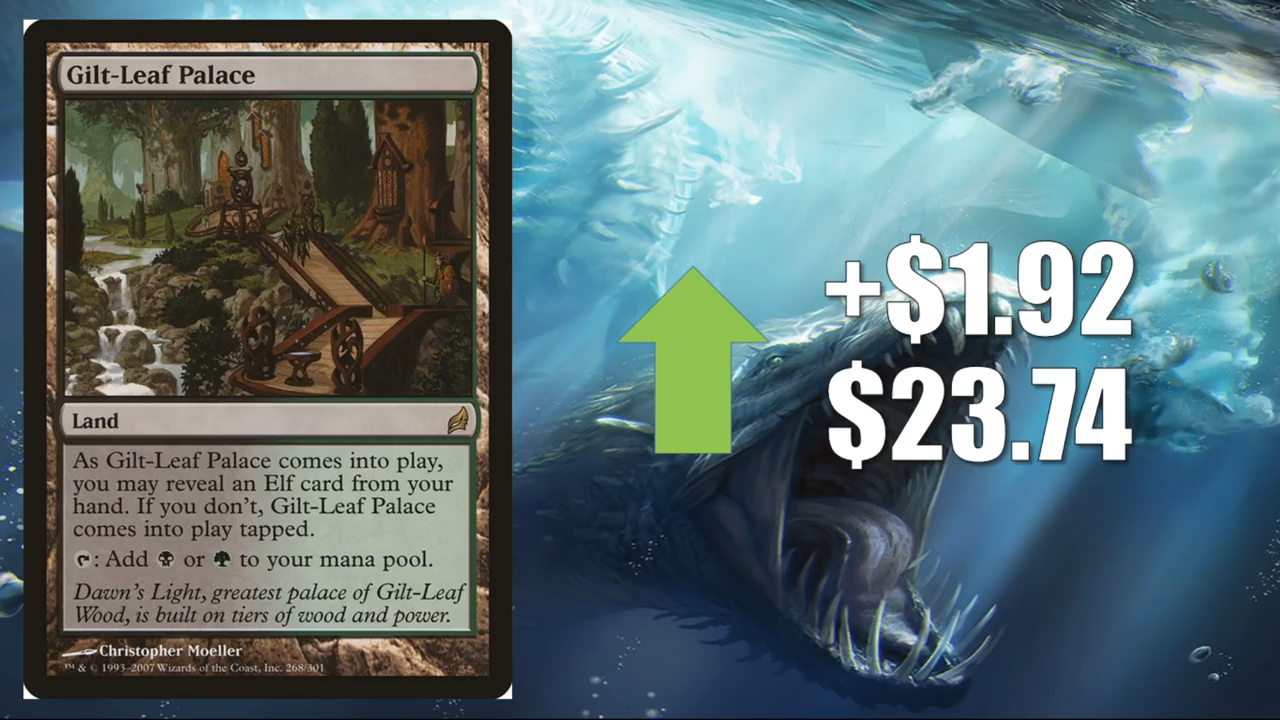 Gilt-Leaf Palace
Land
As Gilt-Leaf Palace comes into play,
you may reveal an Elf card from your
hand. If you don't, Gilt-Leaf Palace
comes into play tapped.
: Add or to your mana pool.
Dawn's Light, greatest palace of Gilt-Leaf
Wood, is built on tiers of wood and power.
Christopher Moeller
™ & © 1993–2007 Wizards of the Coast, Inc. 268/301
+$1.92
$23.74